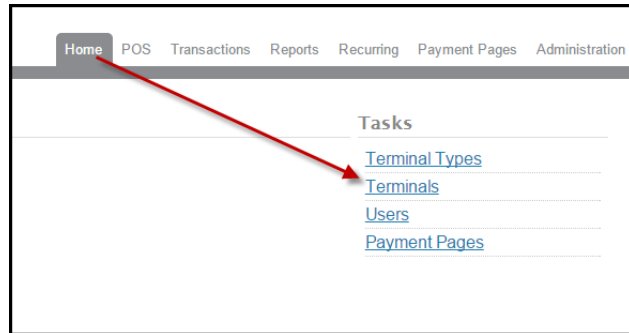 Home POS Transactions Reports Recurring Payment Pages Administration
Tasks
Terminal Types
Terminals
Users
Payment Pages